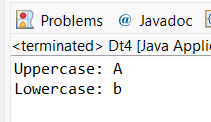 Problems @ Javadoc
<terminated> Dt4 [Java Applic
Uppercase: A
Lowercase: b